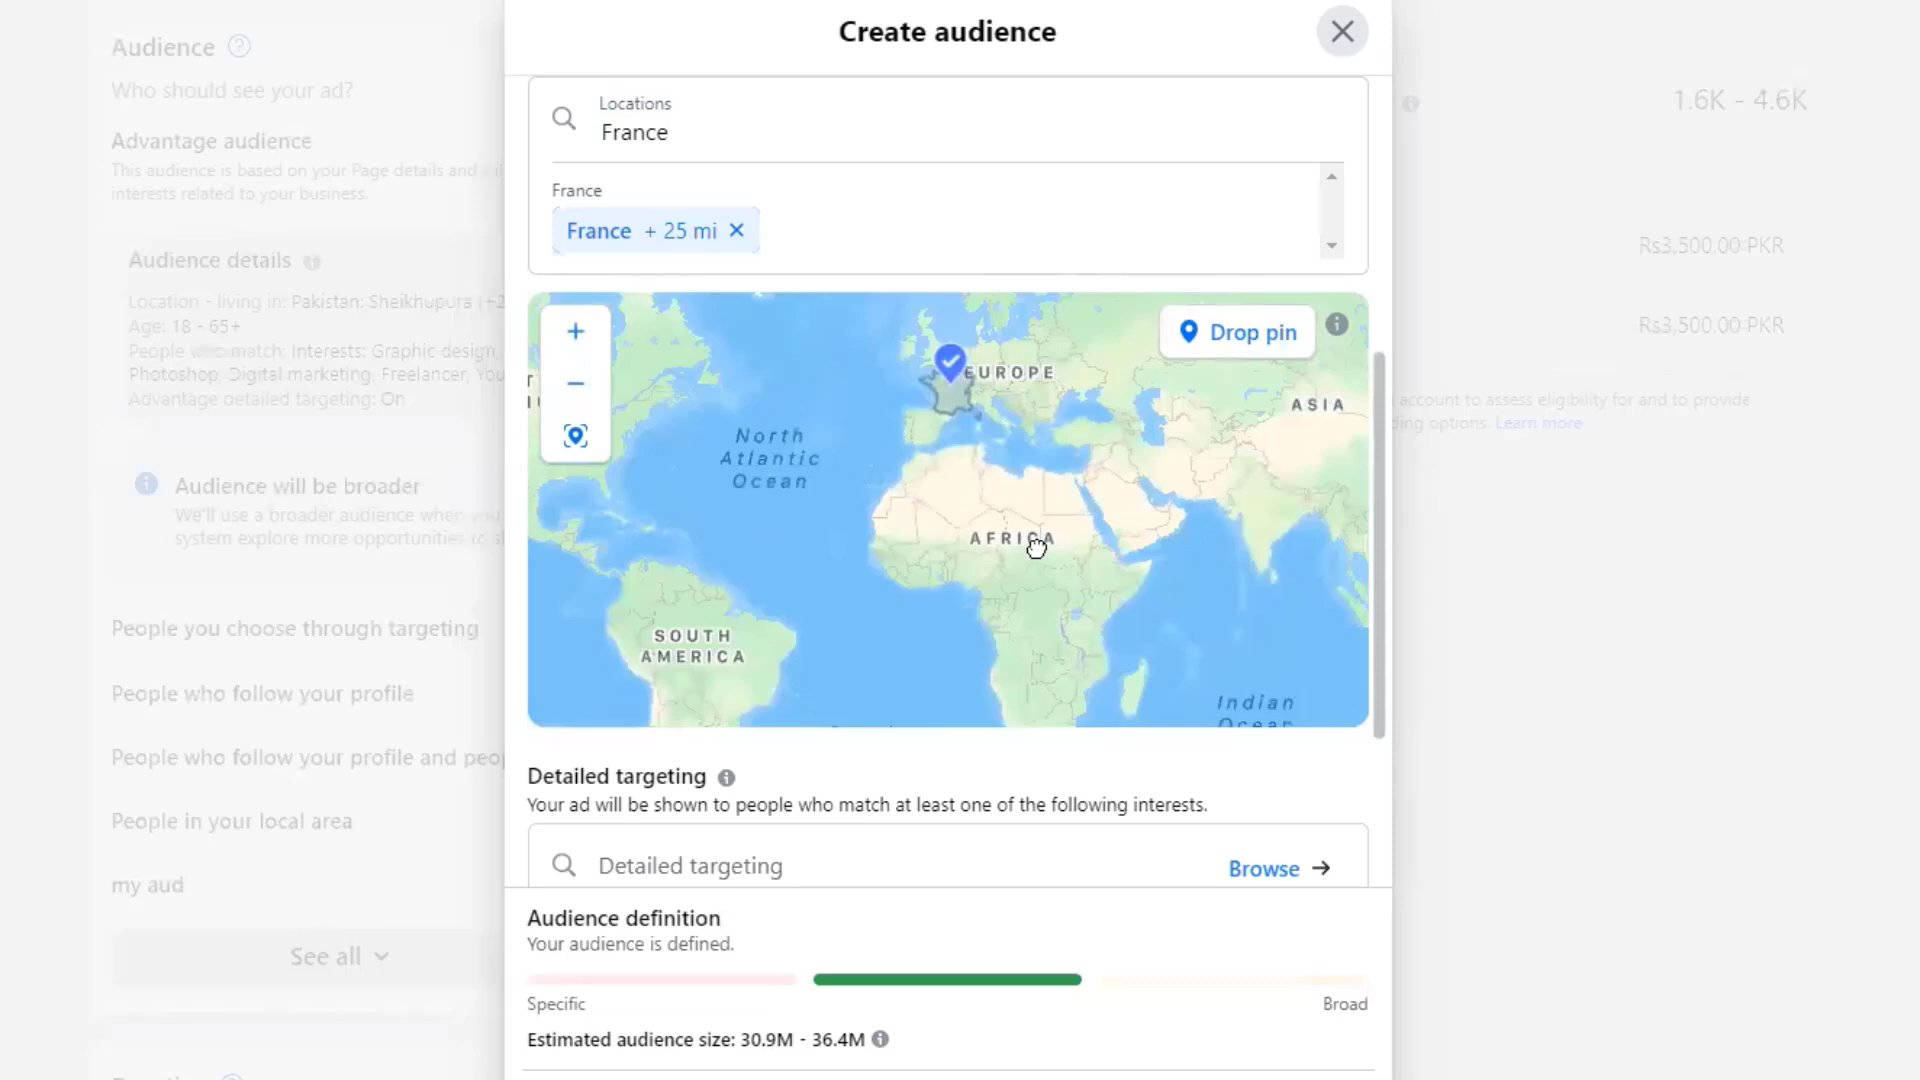 Create audience
Audience
Who should see your ad?
Advantage audience
This audience is based on your Page details and
interests related to your business.
Audience details
Location - living in: Pakistan: Sheikhupura (+2
Age: 18 - 65+
People who match: Interests: Graphic design,
Photoshop, Digital marketing, Freelancer, You
Advantage detailed targeting: On
Audience will be broader
We'll use a broader audience when you
system explore more opportunities to s
People you choose through targeting
People who follow your profile
People who follow your profile and peop
People in your local area
my aud
See all
Locations
France
France
France + 25 mi
Drop pin
EUROPE
ASIA
North
Atlantic
Ocean
AFRICA
SOUTH
AMERICA
Indian
Ocean
Detailed targeting
Your ad will be shown to people who match at least one of the following interests.
Detailed targeting
Browse
Audience definition
Your audience is defined.
Specific
Broad
Estimated audience size: 30.9M - 36.4M
1.6K - 4.6K
Rs3,500.00 PKR
Rs3,500.00 PKR
account to assess eligibility for and to provide
ding options. Learn more